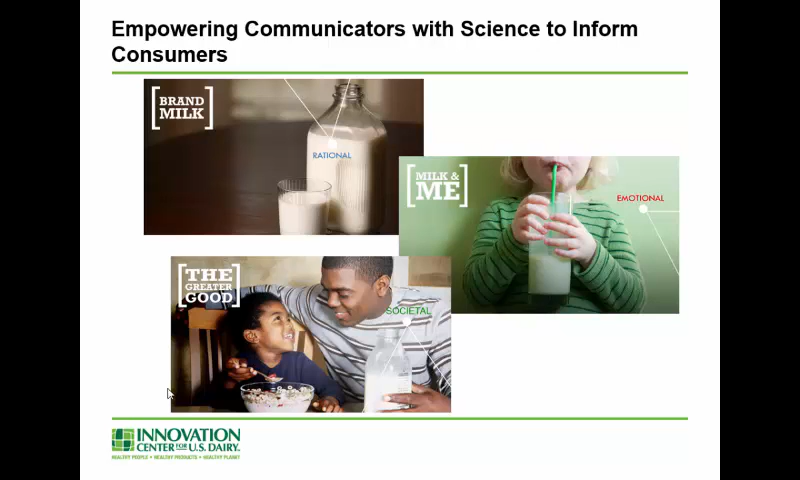 Empowering Communicators with Science to Inform
Consumers
BRAND
MILK
RATIONAL
MILK &
ME
EMOTIONAL
THE
GREATER
GOOD
SOCIETAL
INNOVATION
CENTER FOR U.S. DAIRY.
HEALTHY PEOPLE • HEALTHY PRODUCTS • HEALTHY PLANET